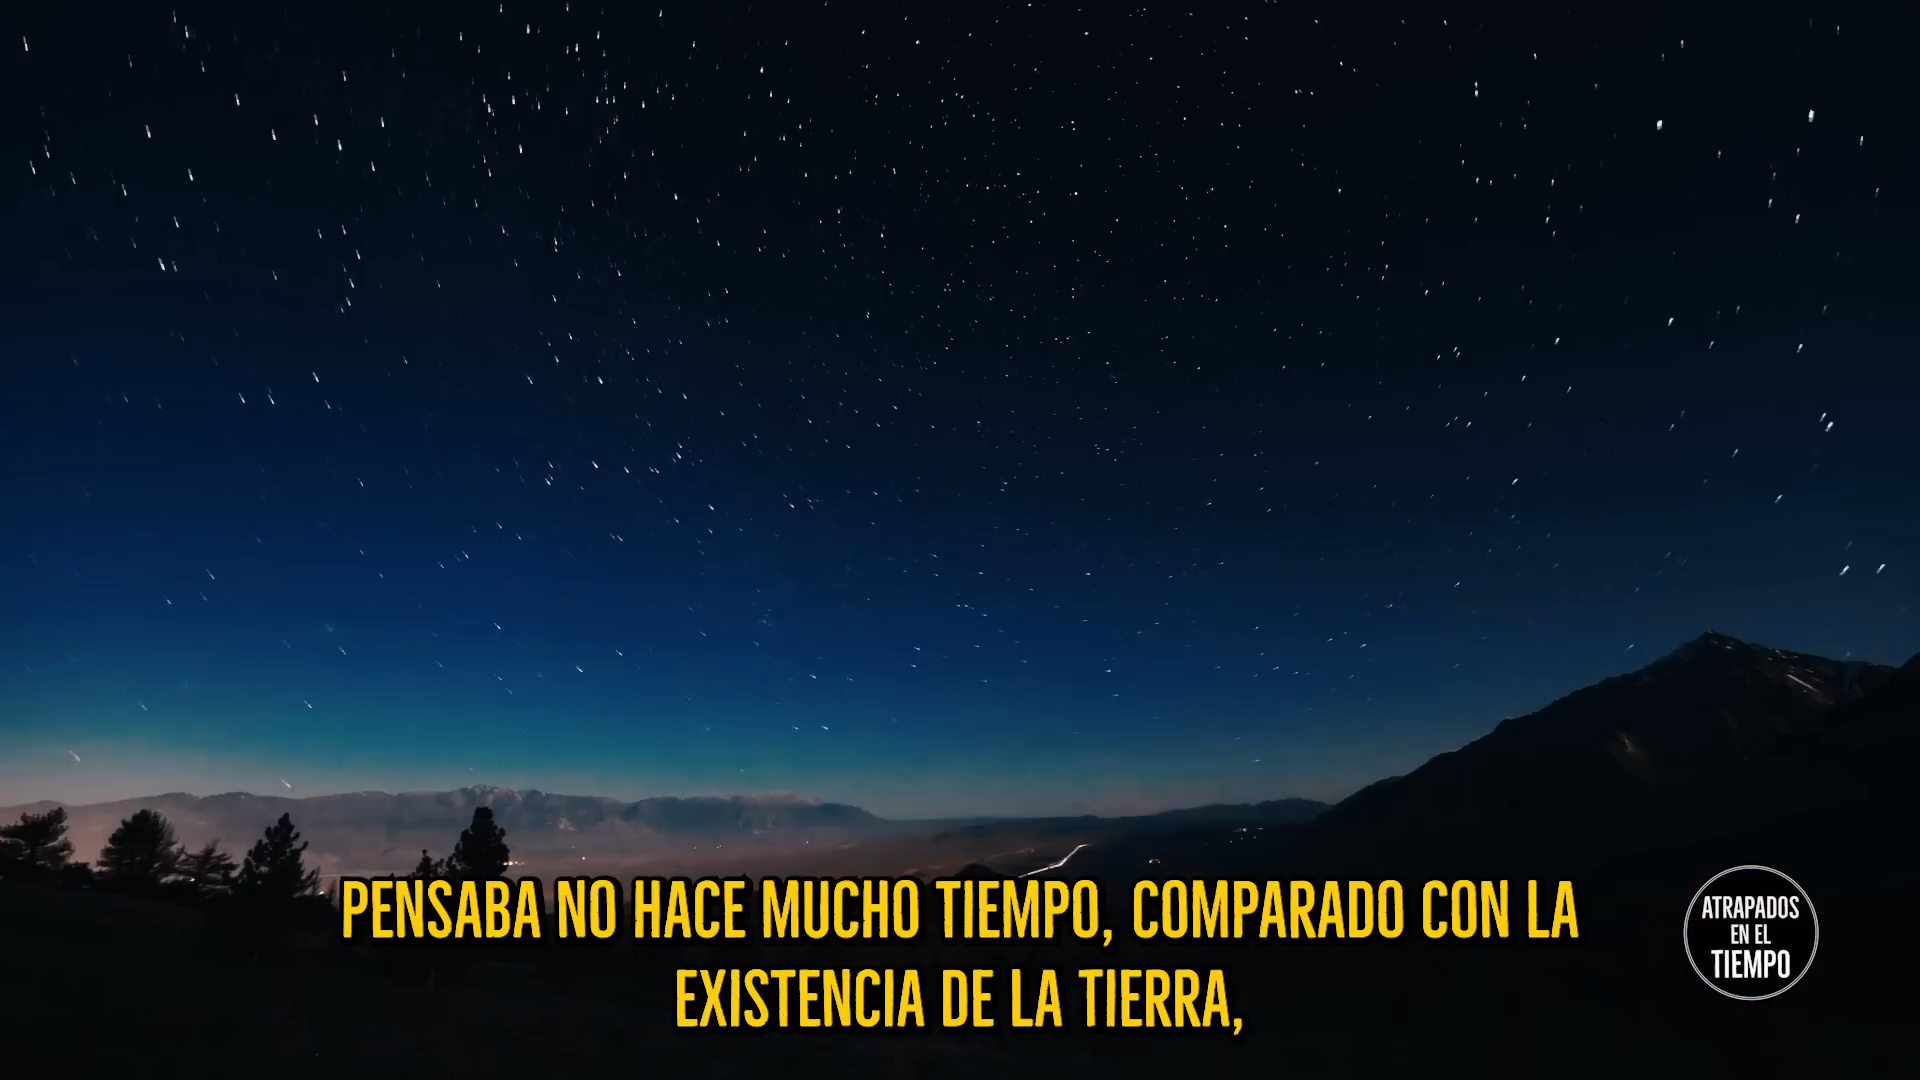 PENSABA NO HACE MUCHO TIEMPO, COMPARADO CON LA
EXISTENCIA DE LA TIERRA,
ATRAPADOS
EN EL
TIEMPO